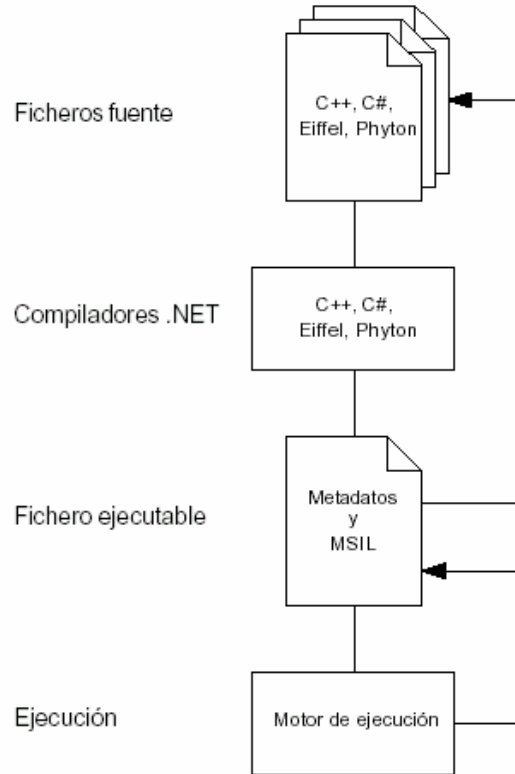 Ficheros fuente
C++, C#,
Eiffel, Phyton
Compiladores .NET
C++, C#,
Eiffel, Phyton
Fichero ejecutable
Metadatos
y
MSIL
Ejecución
Motor de ejecución